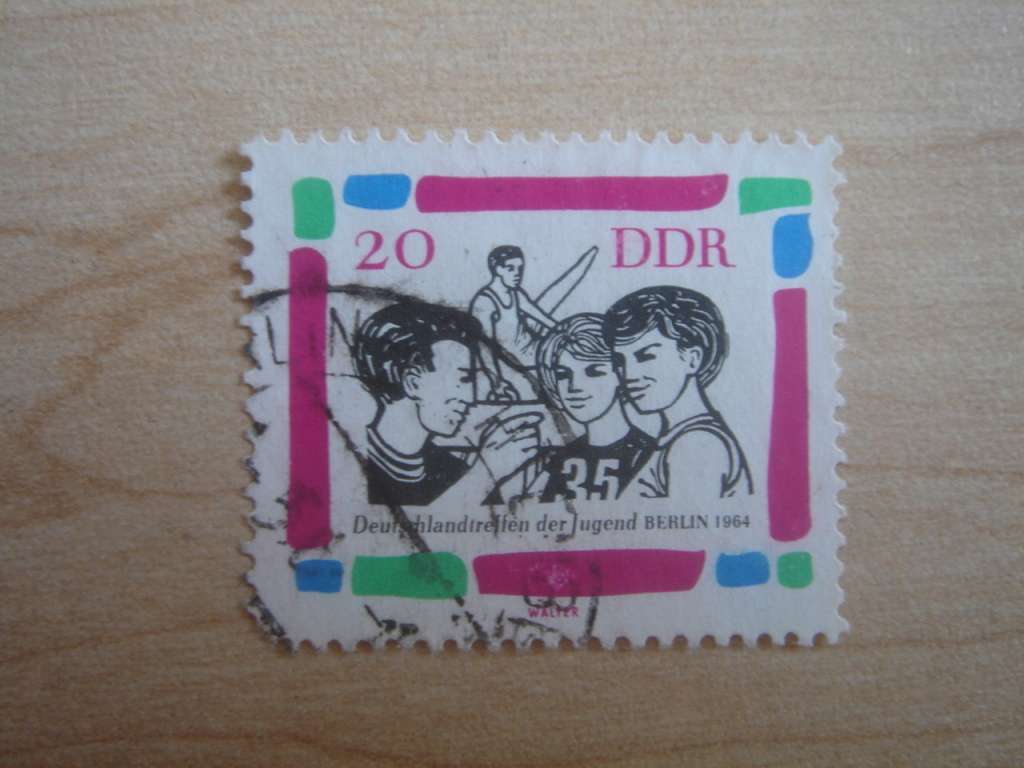 20 DDR
35
Deutschlandtreffen der Jugend BERLIN 1964
WALTER